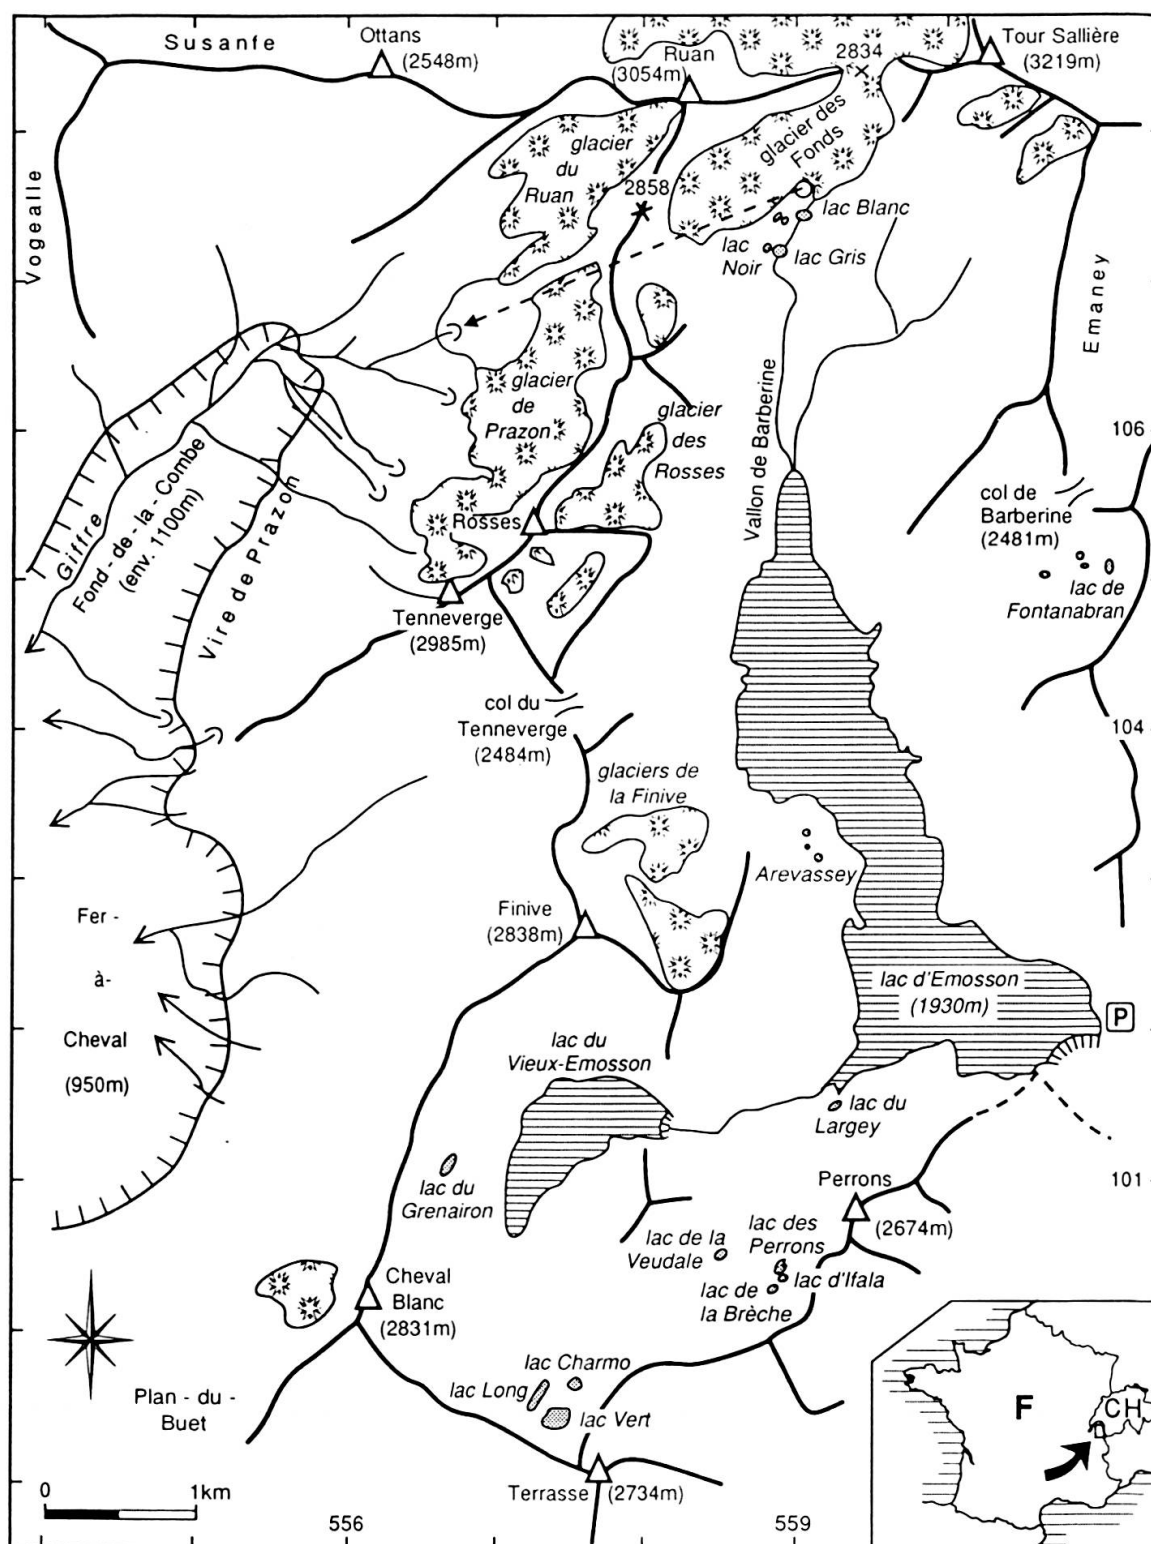 Susanfe
Ottans
(2548m)
Ruan
(3054m)
2834
Tour Sallière
(3219m)
Vogealle
glacier
du
Ruan
2858
glacier des
Fonds
lac Blanc
lac
Noir
lac Gris
Emaney
glacier
de
Prazon
glacier
des
Rosses
Vallon de Barberine
106
col de
Barberine
(2481m)
lac de
Fontanabran
Giffre
Fond - de - la - Combe
(env. 1100m)
Vire de Prazon
Rosses
Tenneverge
(2985m)
col du
Tenneverge
(2484m)
104
glaciers de
la Finive
Arevassey
Finive
(2838m)
Fer -
à-
Cheval
(950m)
lac d'Emosson
(1930m)
P
lac du
Vieux-Emosson
lac du
Largey
lac du
Grenairon
Perrons
(2674m)
101
lac de la
Veudale
lac des
Perrons
lac d'Ifala
lac de
la Brèche
Cheval
Blanc
(2831m)
Plan - du -
Buet
lac Charmo
lac Long
lac Vert
Terrasse
(2734m)
0
1km
556
559
F
CH